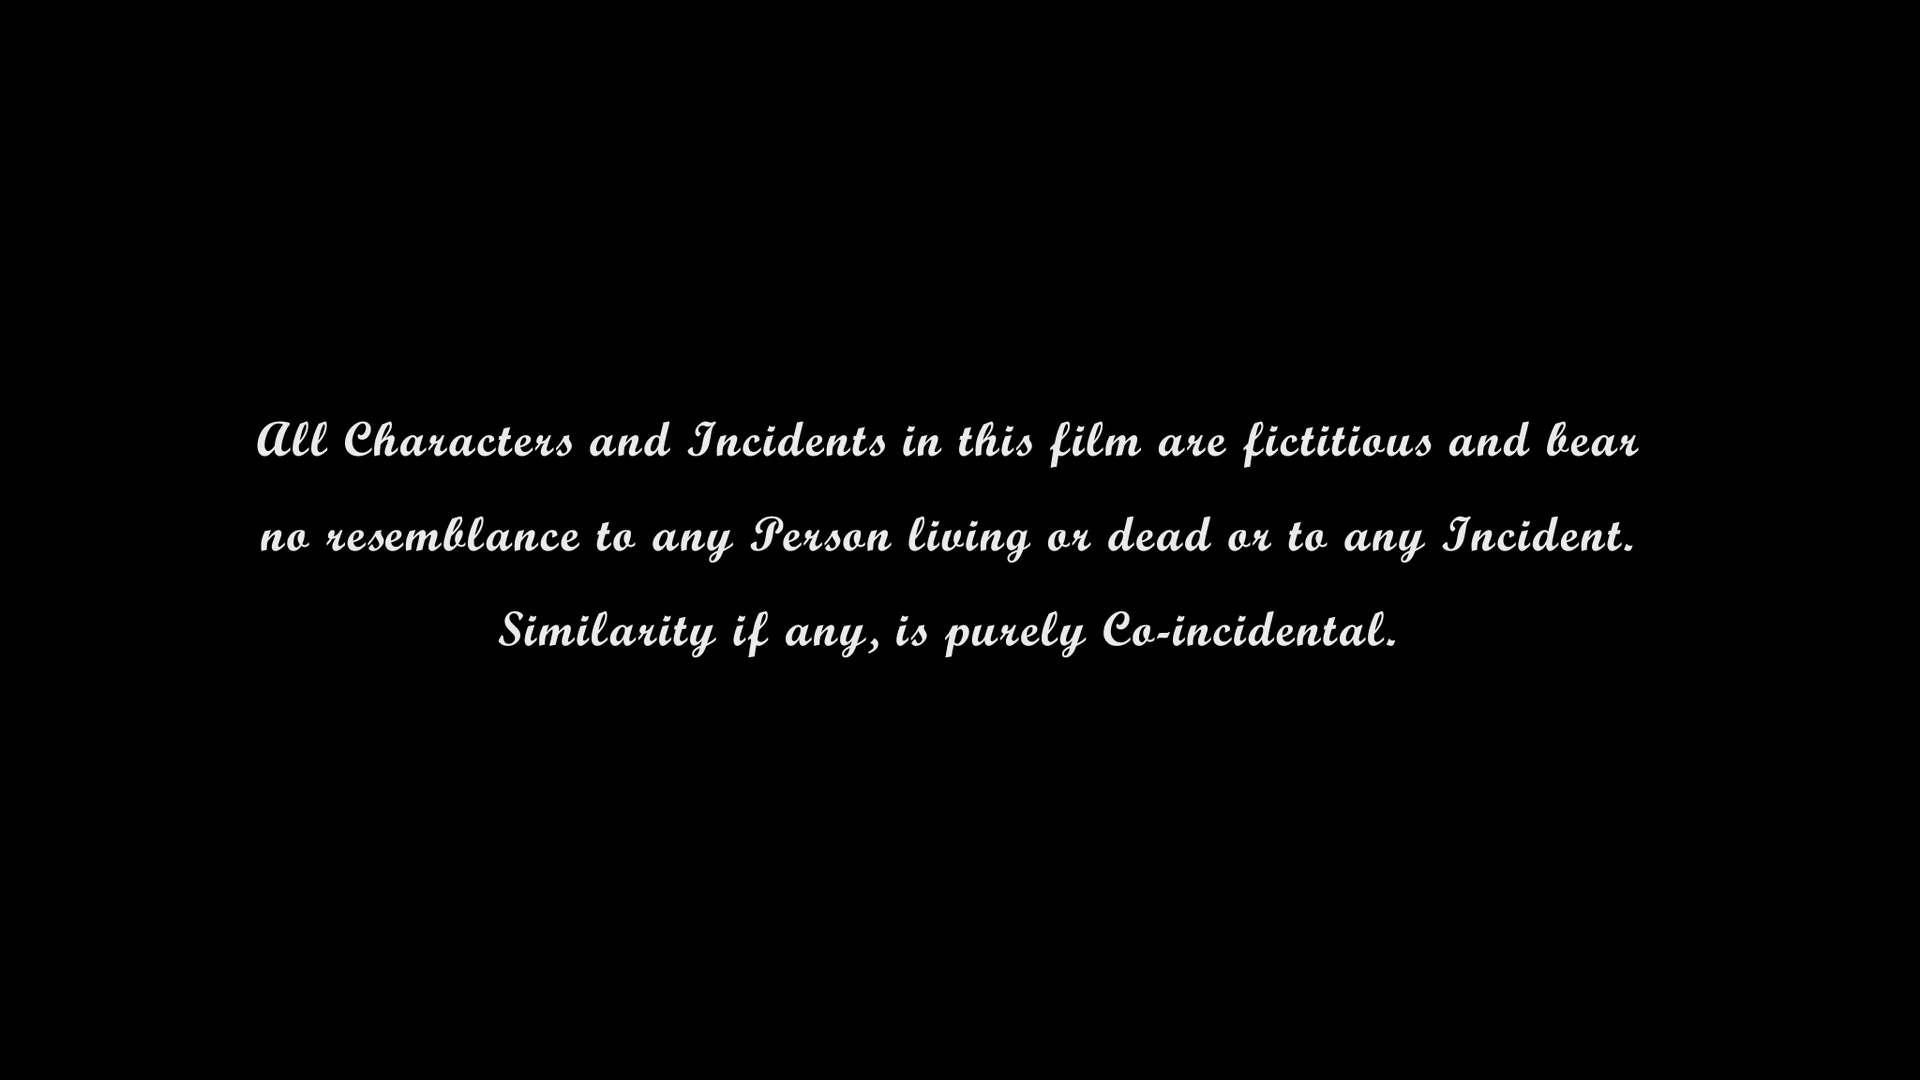 All Characters and Incidents in this film are fictitious and bear
no resemblance to any Person living or dead or to any Incident.
Similarity if any, is purely Co-incidental.